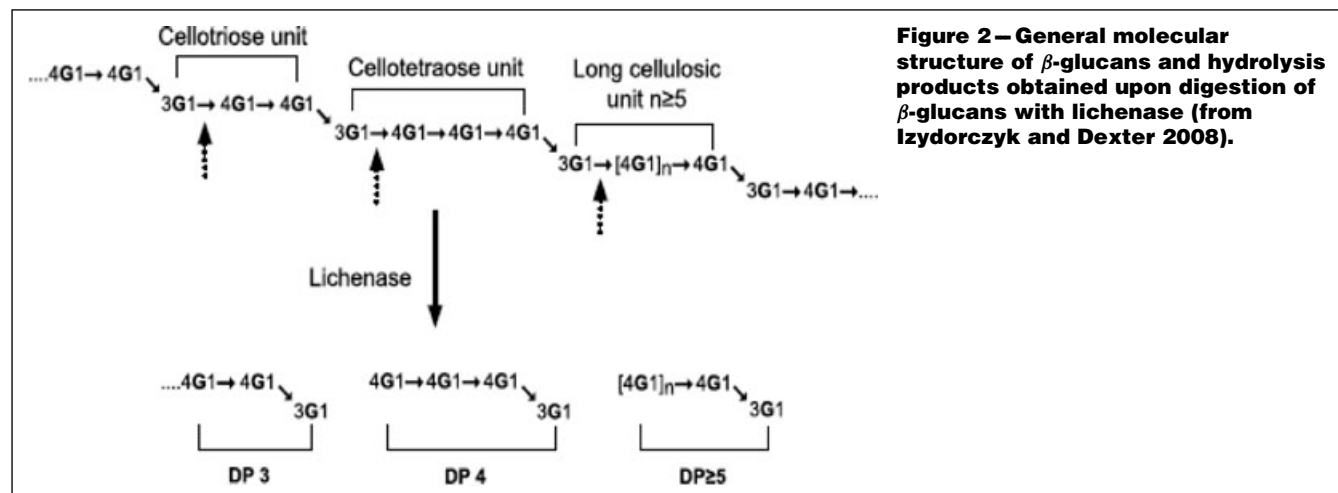 Cellotriose unit
....4G1→ 4G1
3G1→ 4G1→ 4G1
Cellotetraose unit
3G1→ 4G1→ 4G1→ 4G1
Long cellulosic
unit n≥5
3G1→ [4G1]n→ 4G1
3G1→ 4G1→....
Lichenase
....4G1→ 4G1
3G1
DP 3
4G1→4G1→ 4G1
3G1
DP 4
[4G1]n→ 4G1
3G1
DP≥5
Figure 2—General molecular
structure of β-glucans and hydrolysis
products obtained upon digestion of
β-glucans with lichenase (from
Izydorczyk and Dexter 2008).